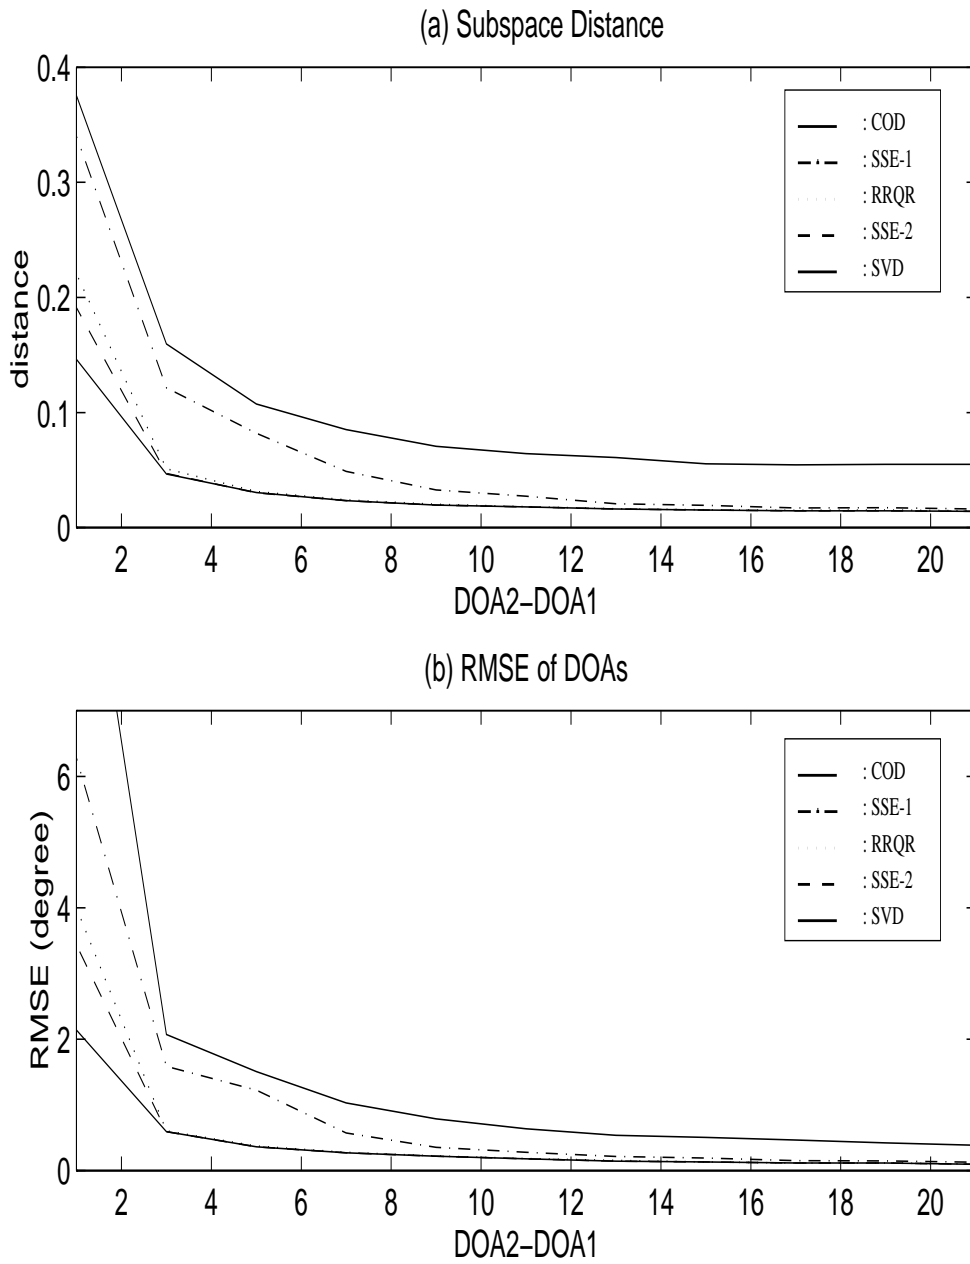 (a) Subspace Distance
0.4
0.3
0.2
0.1
0
distance
: COD
: SSE-1
: RRQR
: SSE-2
: SVD
2 4 6 8 10 12 14 16 18 20
DOA2-DOA1
(b) RMSE of DOAs
6
4
2
0
RMSE (degree)
: COD
: SSE-1
: RRQR
: SSE-2
: SVD
2 4 6 8 10 12 14 16 18 20
DOA2-DOA1